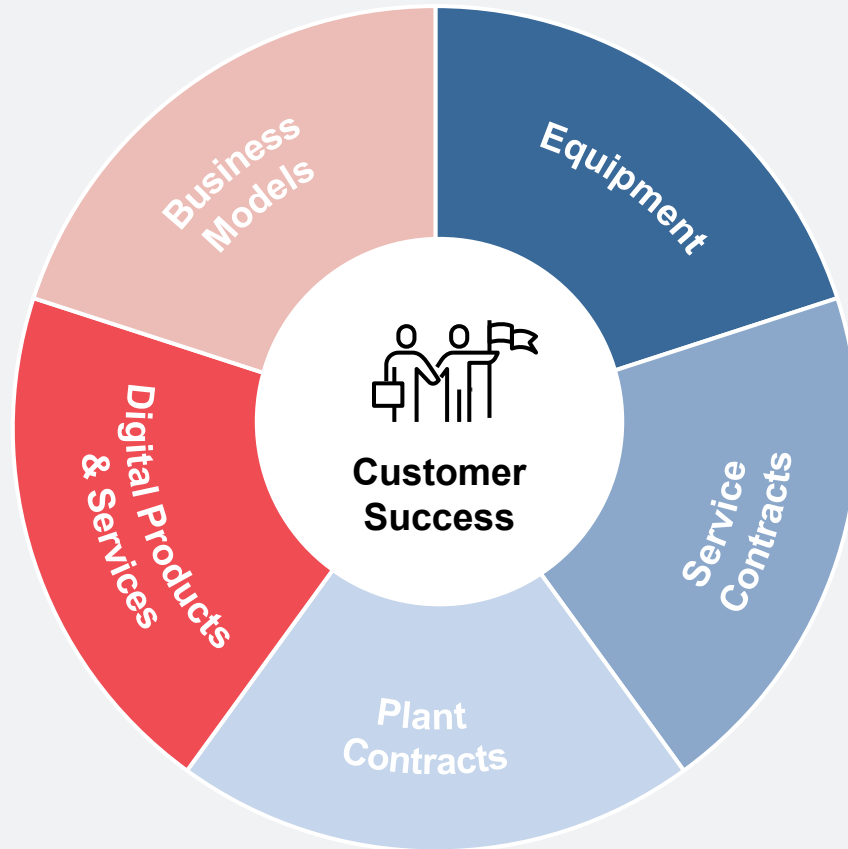 Business
Models
Equipment
Digital Products
& Services
Customer
Success
Service
Contracts
Plant
Contracts